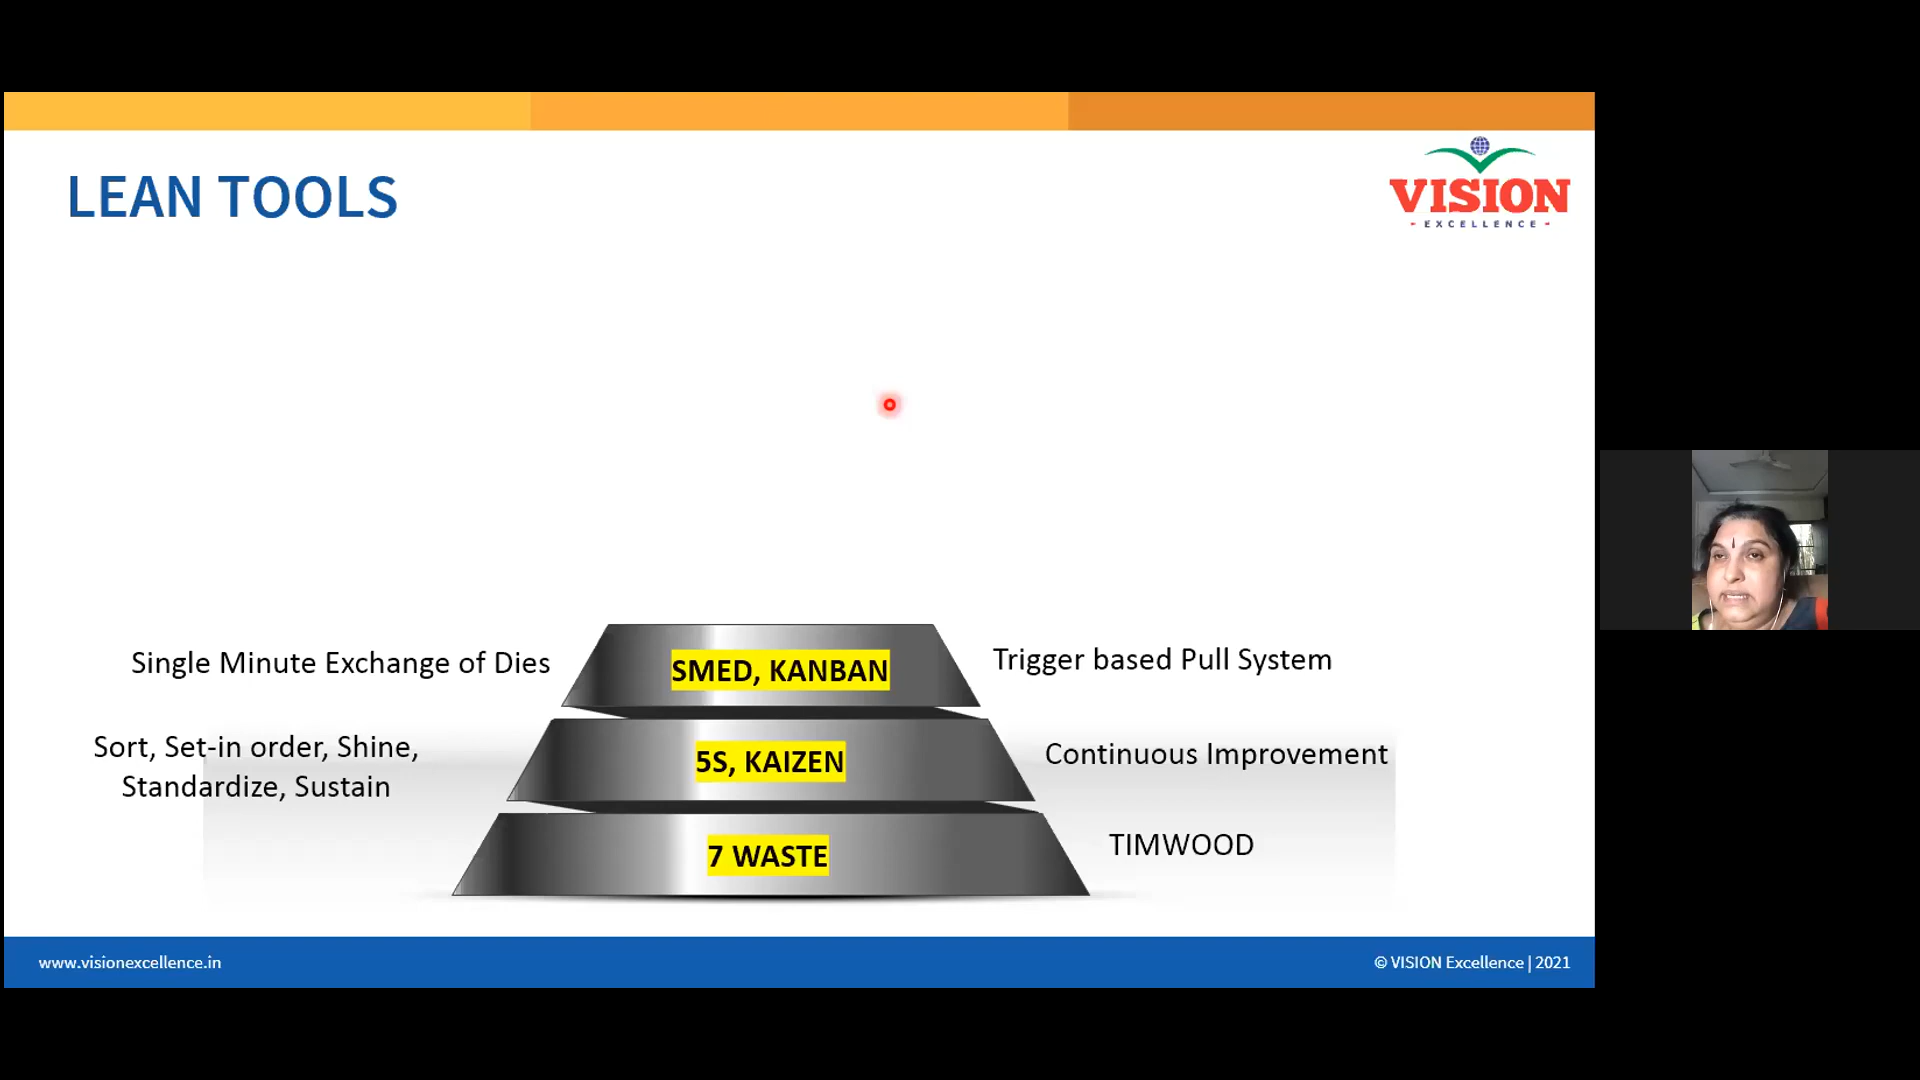 LEAN TOOLS
VISION
- EXCELLENCE -
Single Minute Exchange of Dies
SMED, KANBAN
Trigger based Pull System
Sort, Set-in order, Shine,
Standardize, Sustain
5S, KAIZEN
Continuous Improvement
7 WASTE
TIMWOOD
www.visionexcellence.in
© VISION Excellence | 2021